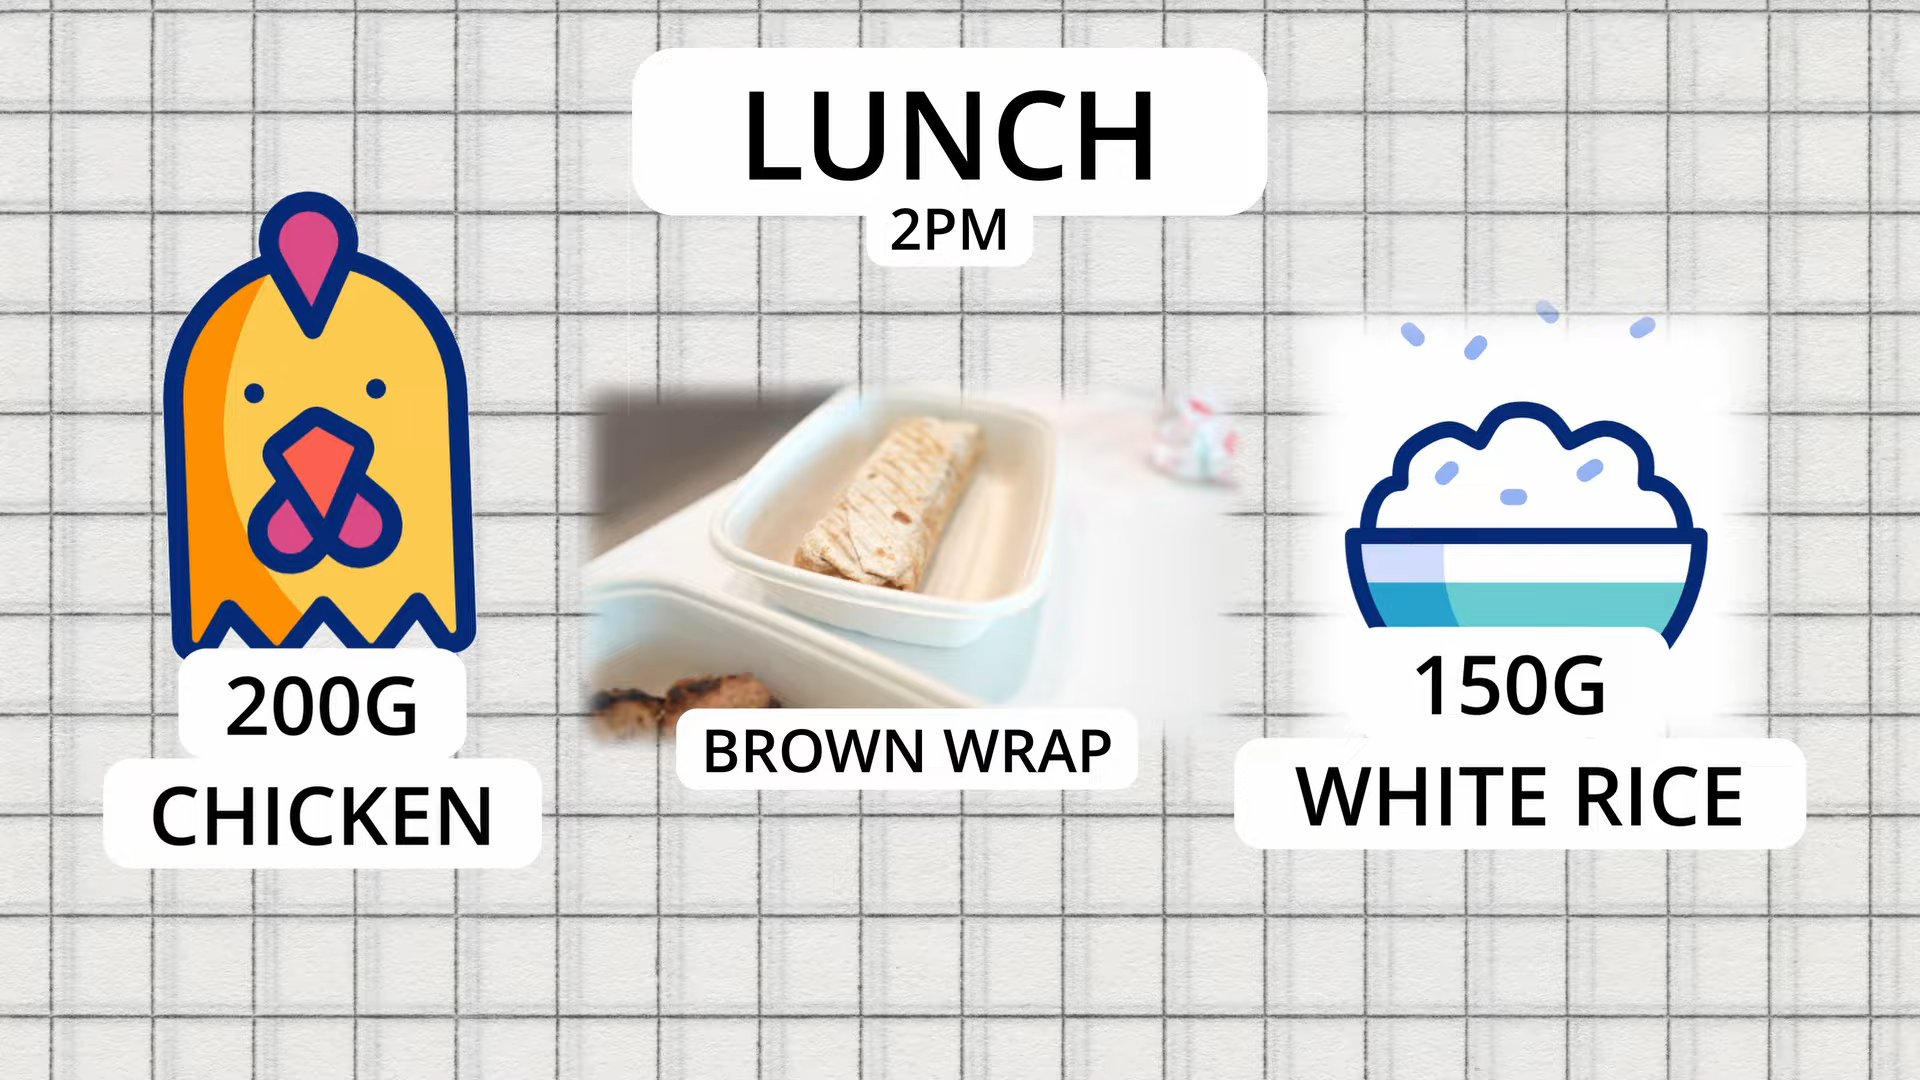 LUNCH
2PM
200G
CHICKEN
BROWN WRAP
150G
WHITE RICE